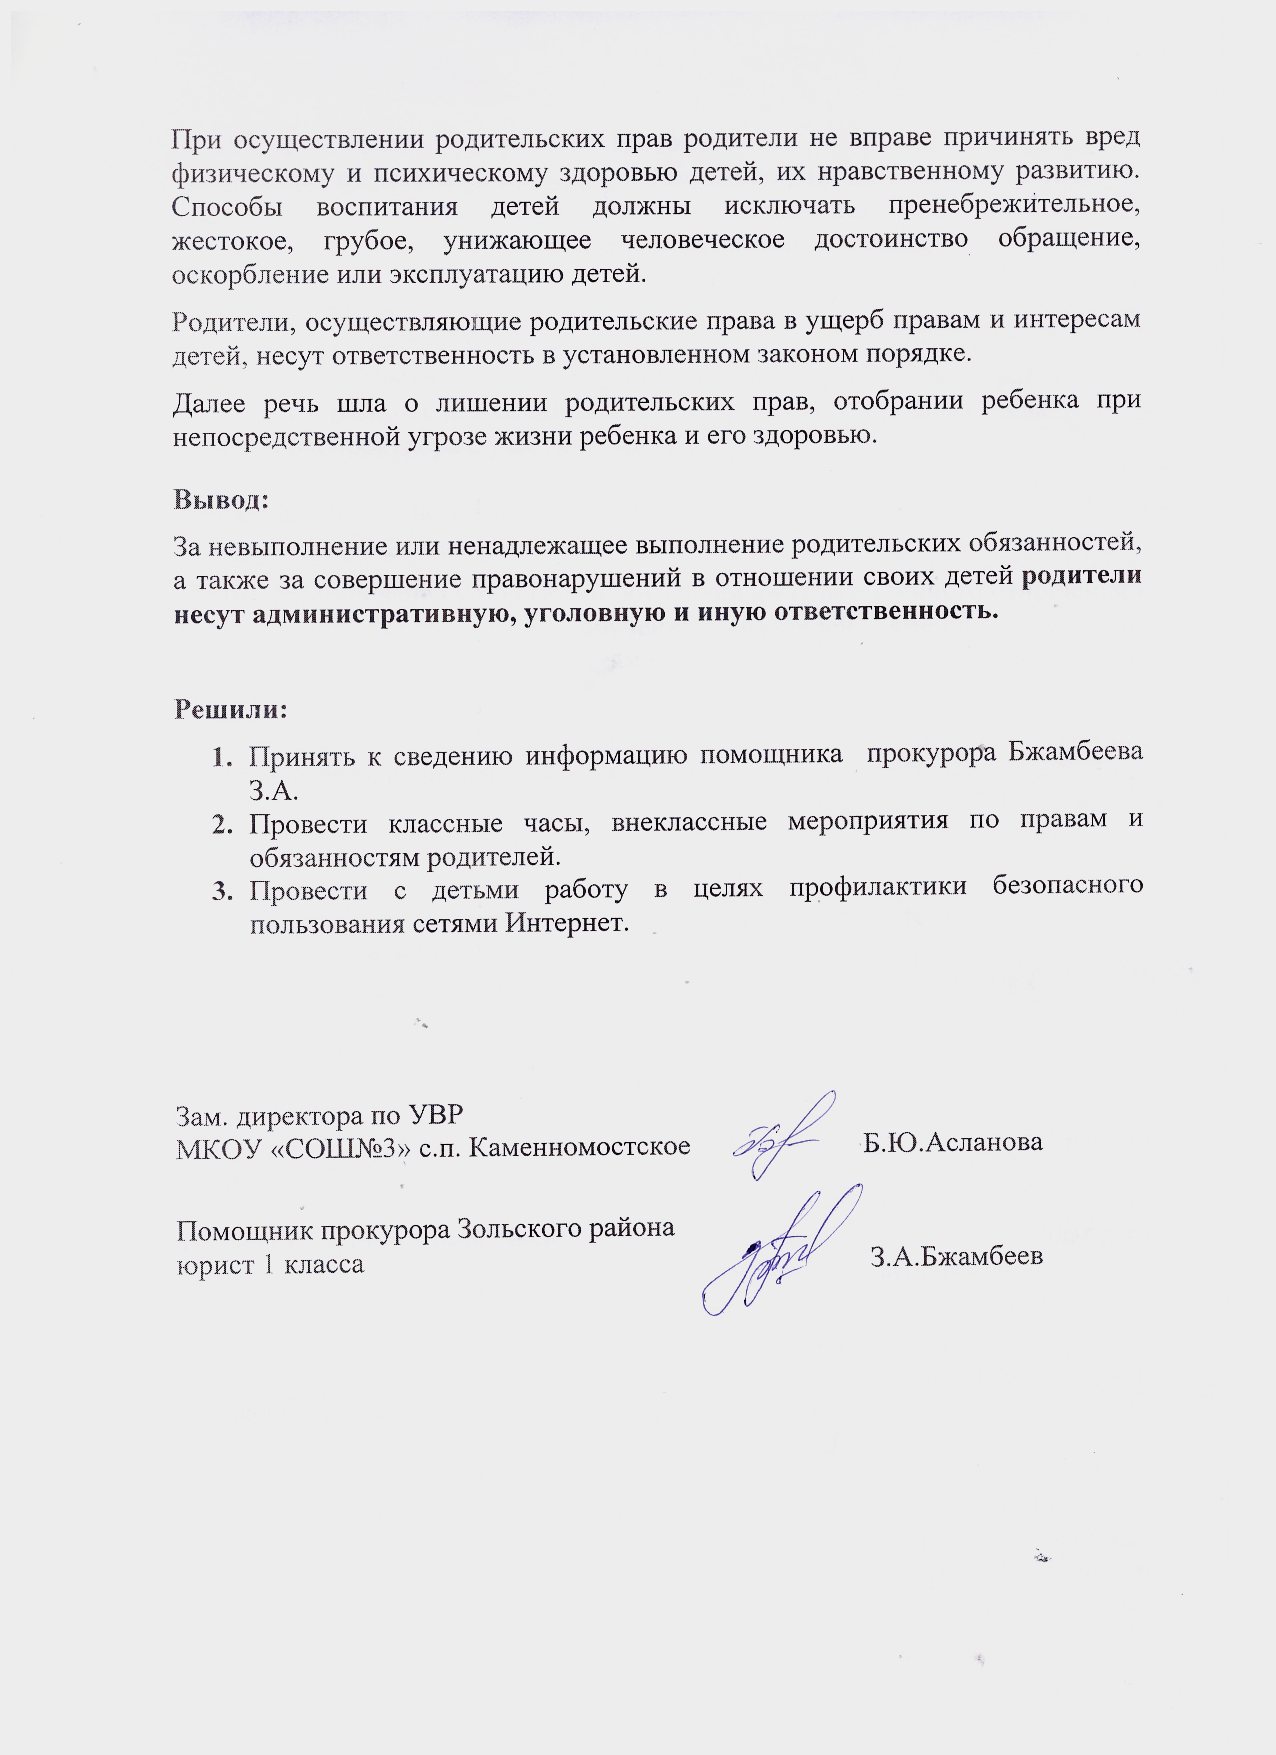 При осуществлении родительских прав родители не вправе причинять вред
физическому и психическому здоровью детей, их нравственному развитию.
Способы воспитания детей должны исключать пренебрежительное,
жестокое, грубое, унижающее человеческое достоинство обращение,
оскорбление или эксплуатацию детей.
Родители, осуществляющие родительские права в ущерб правам и интересам
детей, несут ответственность в установленном законом порядке.
Далее речь шла о лишении родительских прав, отобрании ребенка при
непосредственной угрозе жизни ребенка и его здоровью.
Вывод:
За невыполнение или ненадлежащее выполнение родительских обязанностей,
а также за совершение правонарушений в отношении своих детей родители
несут административную, уголовную и иную ответственность.
Решили:
1. Принять к сведению информацию помощника прокурора Бжамбеева
З.А.
2. Провести классные часы, внеклассные мероприятия по правам и
обязанностям родителей.
3. Провести с детьми работу в целях профилактики безопасного
пользования сетями Интернет.
Зам. директора по УВР
МКОУ «СОШ№3» с.п. Каменномостское Б.Ю.Асланова
Помощник прокурора Зольского района
юрист 1 класса З.А.Бжамбеев